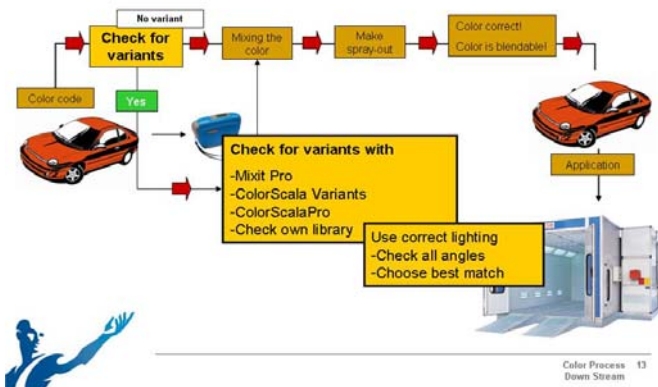 No variant
Check for
variants
Mixing the
color
Make
spray-out
Color correct!
Color is blendable!
Color code
Yes
Application
Check for variants with
-Mixit Pro
-ColorScala Variants
-ColorScalaPro
-Check own library
Use correct lighting
-Check all angles
-Choose best match
Color Process 13
Down Stream